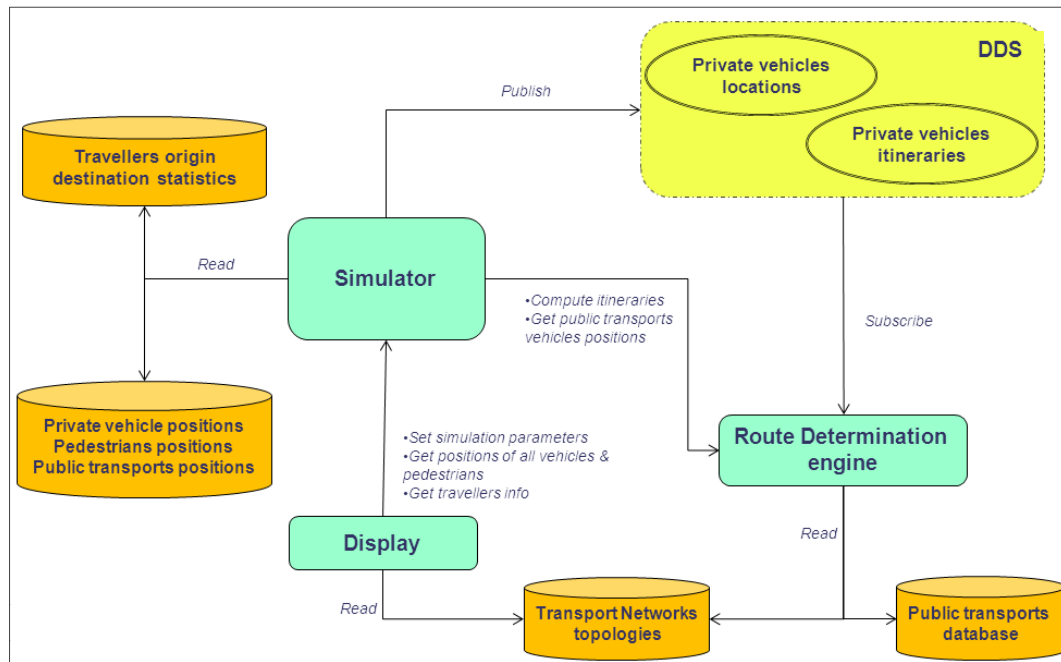 DDS
Private vehicles
locations
Publish
Private vehicles
itineraries
Travellers origin
destination statistics
Read
Simulator
•Compute itineraries
•Get public transports
vehicles positions
Subscribe
Private vehicle positions
Pedestrians positions
Public transports positions
•Set simulation parameters
•Get positions of all vehicles &
pedestrians
•Get travellers info
Route Determination
engine
Display
Read
Read
Transport Networks
topologies
Public transports
database